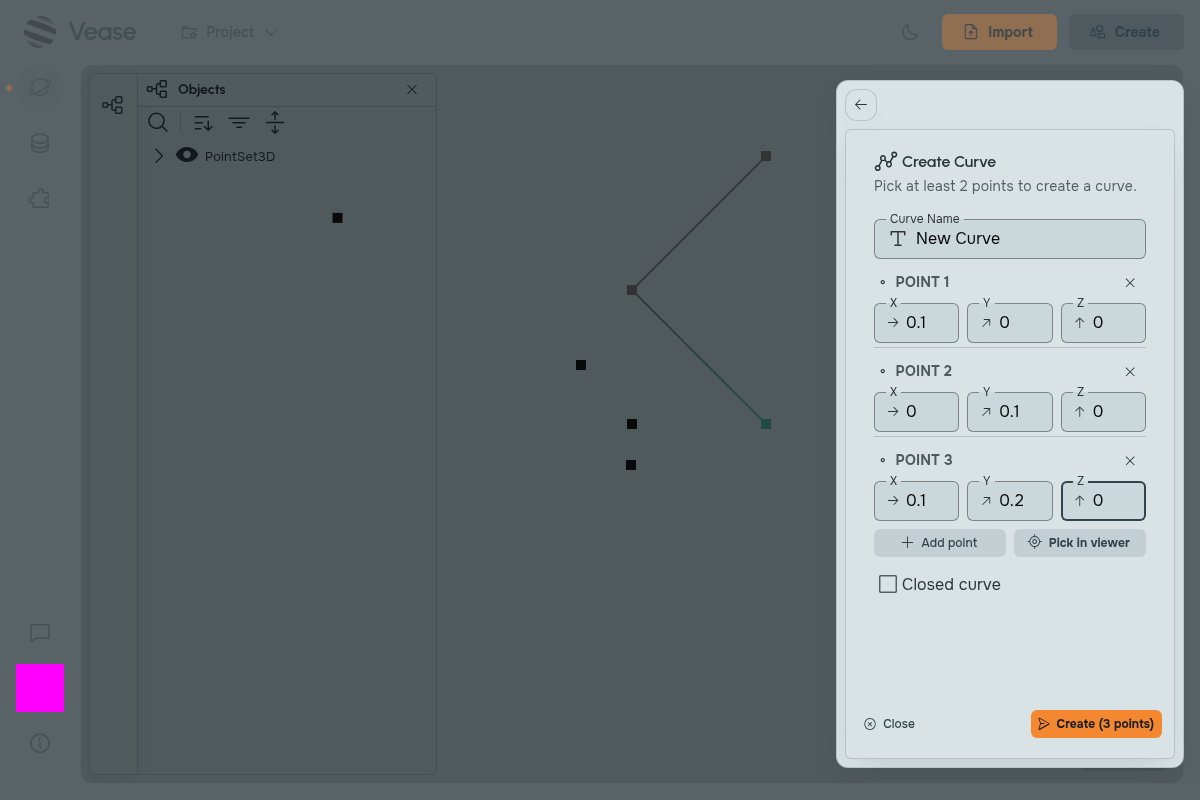 Vease
Project
Import
Create
Objects
PointSet3D
Create Curve
Pick at least 2 points to create a curve.
Curve Name
New Curve
POINT 1
X Y Z
0.1 0 0
POINT 2
X Y Z
0 0.1 0
POINT 3
X Y Z
0.1 0.2 0
Add point
Pick in viewer
Closed curve
Close
Create (3 points)